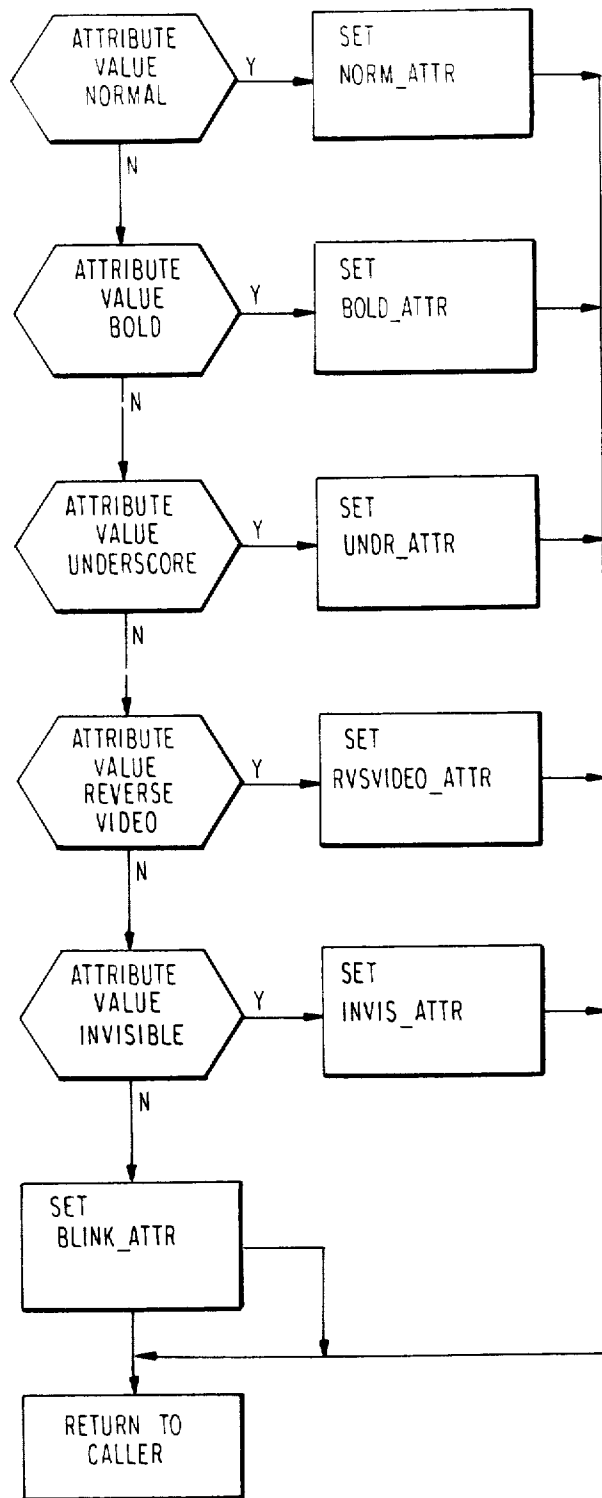 ATTRIBUTE
VALUE
NORMAL
Y
SET
NORM_ATTR
N
ATTRIBUTE
VALUE
BOLD
Y
SET
BOLD_ATTR
N
ATTRIBUTE
VALUE
UNDERSCORE
Y
SET
UNDR_ATTR
N
ATTRIBUTE
VALUE
REVERSE
VIDEO
Y
SET
RVSVIDEO_ATTR
N
ATTRIBUTE
VALUE
INVISIBLE
Y
SET
INVIS_ATTR
N
SET
BLINK_ATTR
RETURN TO
CALLER